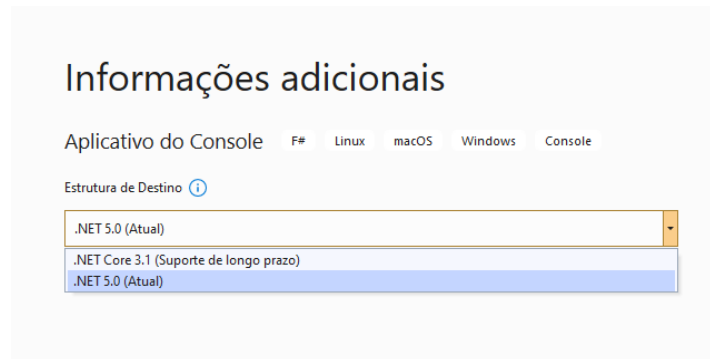 Informações adicionais
Aplicativo do Console F# Linux macOS Windows Console
Estrutura de Destino
.NET 5.0 (Atual)
.NET Core 3.1 (Suporte de longo prazo)
.NET 5.0 (Atual)